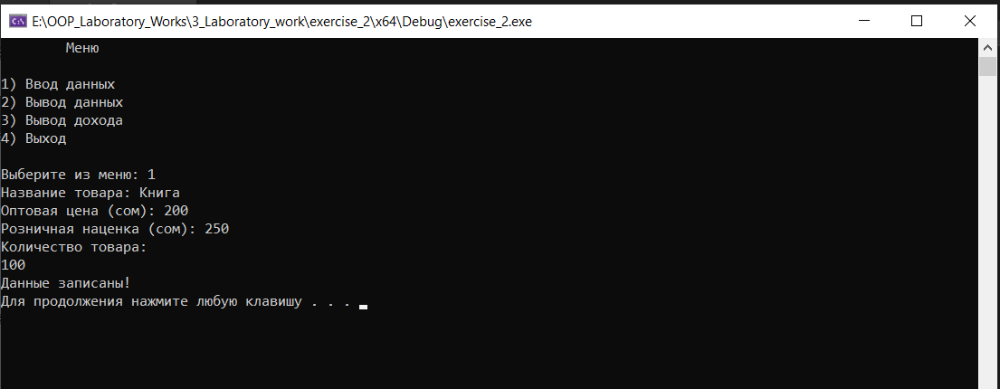 E:\OOP_Laboratory_Works\3_Laboratory_work\exercise_2\x64\Debug\exercise_2.exe
Меню
1) Ввод данных
2) Вывод данных
3) Вывод дохода
4) Выход
Выберите из меню: 1
Название товара: Книга
Оптовая цена (сом): 200
Розничная наценка (сом): 250
Количество товара:
100
Данные записаны!
Для продолжения нажмите любую клавишу . . .